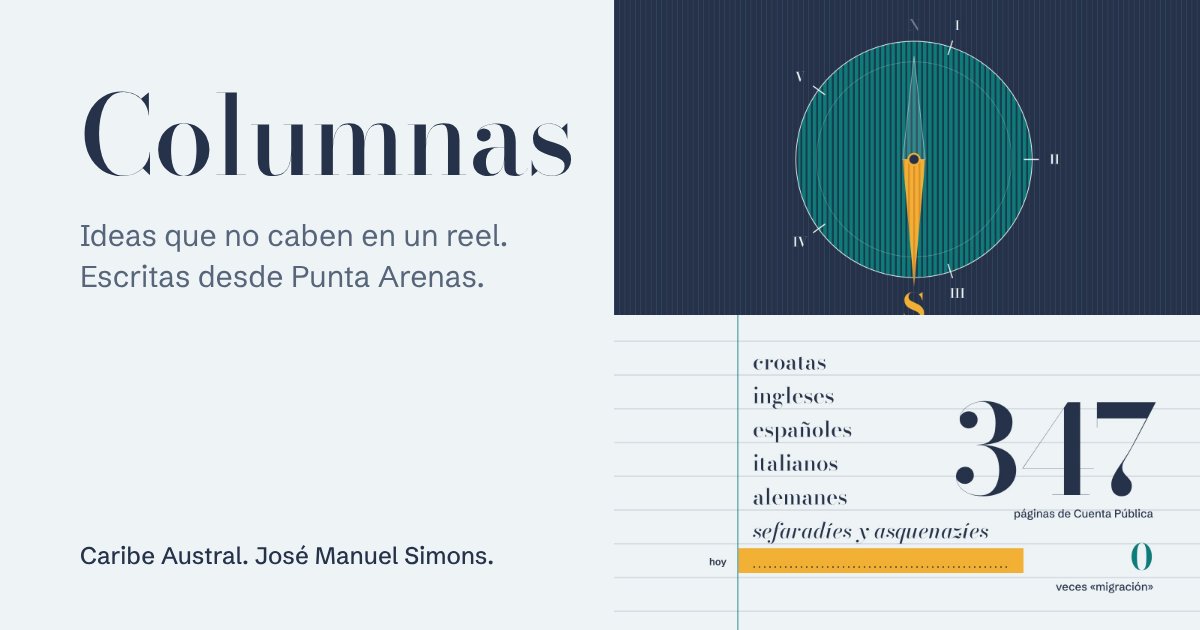 Columnas
Ideas que no caben en un reel.
Escritas desde Punta Arenas.
Caribe Austral. José Manuel Simons.
N
I
V
II
IV
III
S
croatas
ingleses
españoles
italianos
alemanes
sefaradíes y asquenazíes
hoy
347
páginas de Cuenta Pública
0
veces «migración»